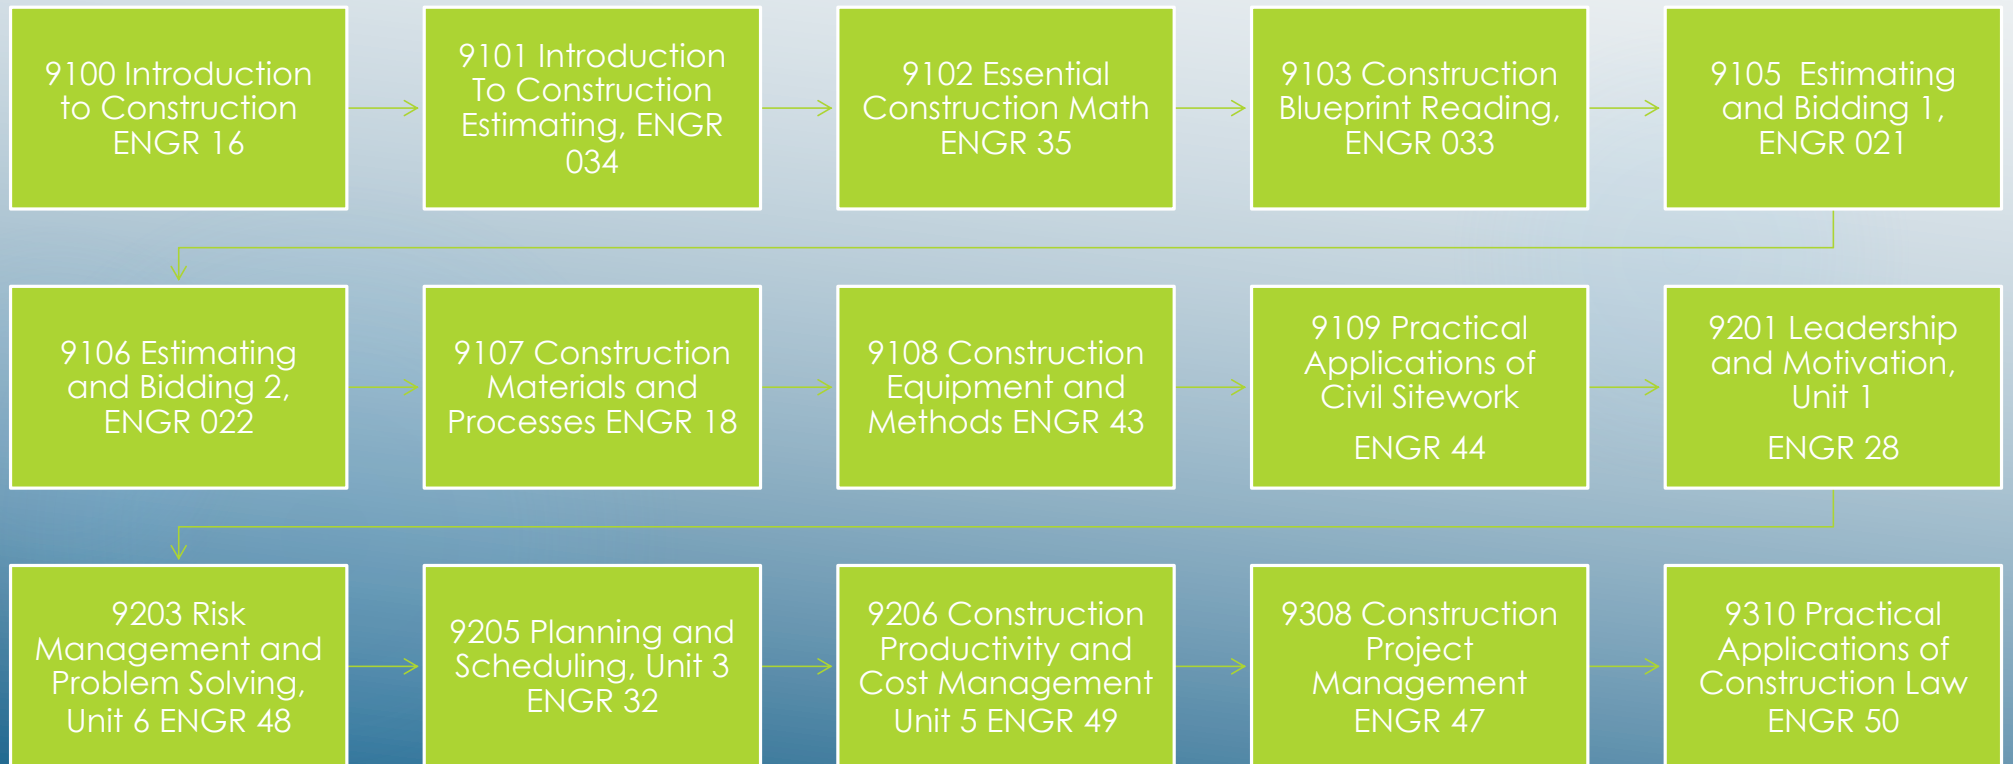 9100 Introduction
to Construction
ENGR 16
9101 Introduction
To Construction
Estimating, ENGR
034
9102 Essential
Construction Math
ENGR 35
9103 Construction
Blueprint Reading,
ENGR 033
9105 Estimating
and Bidding 1,
ENGR 021
9106 Estimating
and Bidding 2,
ENGR 022
9107 Construction
Materials and
Processes ENGR 18
9108 Construction
Equipment and
Methods ENGR 43
9109 Practical
Applications of
Civil Sitework
ENGR 44
9201 Leadership
and Motivation,
Unit 1
ENGR 28
9203 Risk
Management and
Problem Solving,
Unit 6 ENGR 48
9205 Planning and
Scheduling, Unit 3
ENGR 32
9206 Construction
Productivity and
Cost Management
Unit 5 ENGR 49
9308 Construction
Project
Management
ENGR 47
9310 Practical
Applications of
Construction Law
ENGR 50